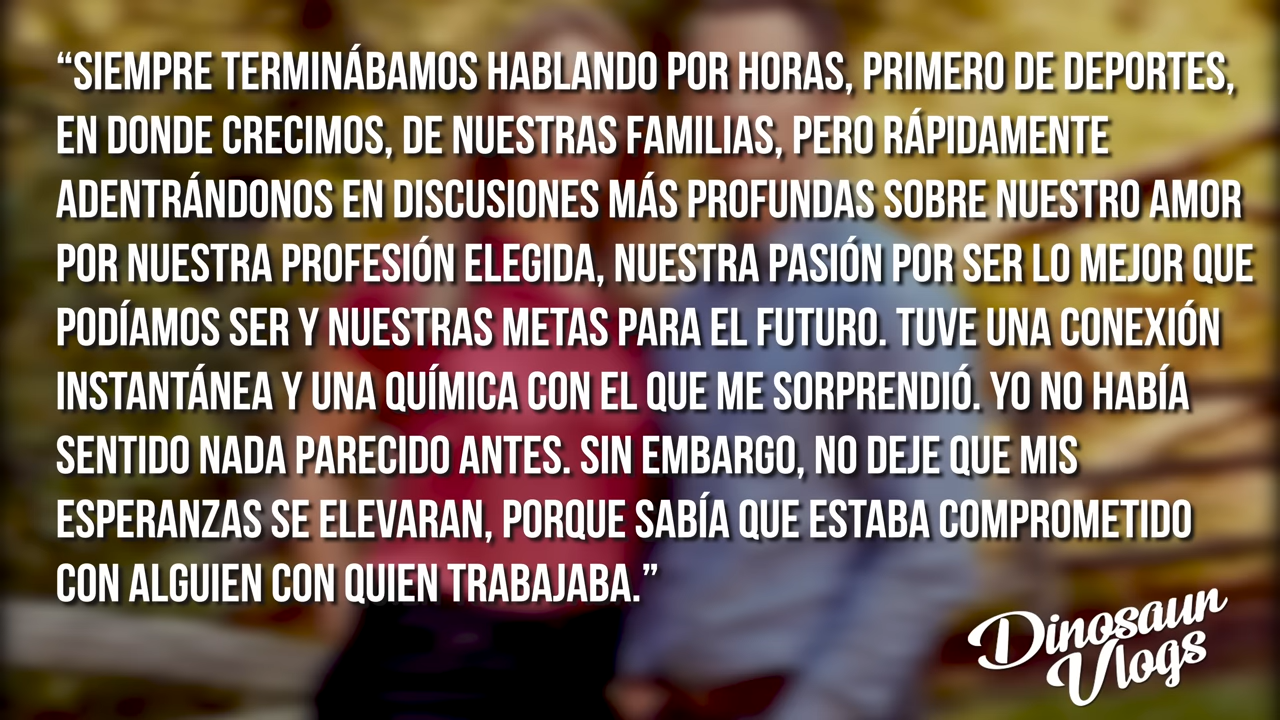 “SIEMPRE TERMINÁBAMOS HABLANDO POR HORAS, PRIMERO DE DEPORTES,
EN DONDE CRECIMOS, DE NUESTRAS FAMILIAS, PERO RÁPIDAMENTE
ADENTRÁNDONOS EN DISCUSIONES MÁS PROFUNDAS SOBRE NUESTRO AMOR
POR NUESTRA PROFESIÓN ELEGIDA, NUESTRA PASIÓN POR SER LO MEJOR QUE
PODÍAMOS SER Y NUESTRAS METAS PARA EL FUTURO. TUVE UNA CONEXIÓN
INSTANTÁNEA Y UNA QUÍMICA CON EL QUE ME SORPRENDIÓ. YO NO HABÍA
SENTIDO NADA PARECIDO ANTES. SIN EMBARGO, NO DEJE QUE MIS
ESPERANZAS SE ELEVARAN, PORQUE SABÍA QUE ESTABA COMPROMETIDO
CON ALGUIEN CON QUIEN TRABAJABA.”
Dinosaun
Vlogs